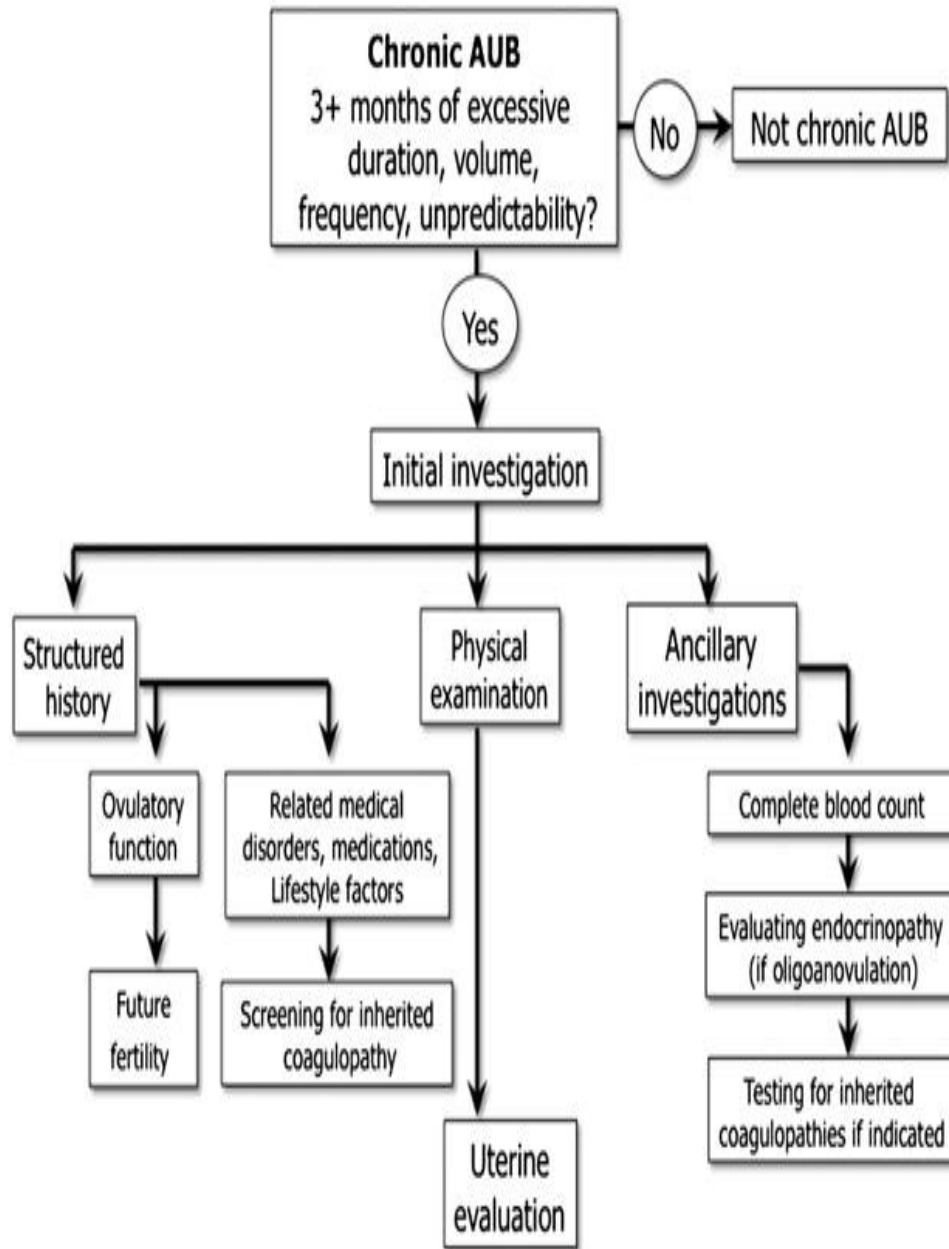 Chronic AUB
3+ months of excessive
duration, volume,
frequency, unpredictability?
No
Not chronic AUB
Yes
Initial investigation
Structured
history
Physical
examination
Ancillary
investigations
Ovulatory
function
Related medical
disorders, medications,
Lifestyle factors
Complete blood count
Future
fertility
Screening for inherited
coagulopathy
Evaluating endocrinopathy
(if oligoanovulation)
Testing for inherited
coagulopathies if indicated
Uterine
evaluation